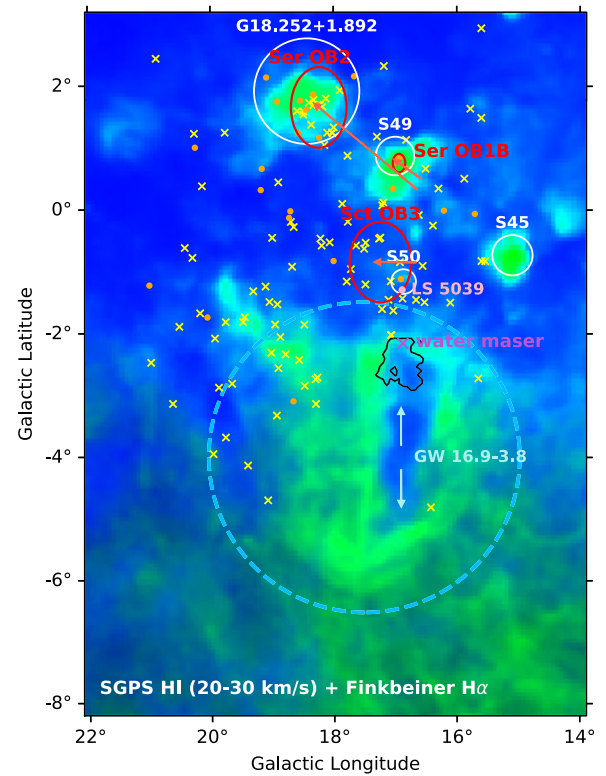 G18.252+1.892
Ser OB2
S49
Ser OB1B
Sct OB3
S45
S50
LS 5039
water maser
GW 16.9-3.8
SGPS HI (20-30 km/s) + Finkbeiner Hα
2°
0°
-2°
-4°
-6°
-8°
Galactic Latitude
22°
20°
18°
16°
14°
Galactic Longitude